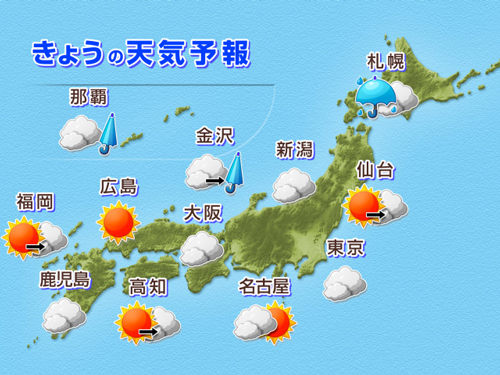 きょうの天気予報
札幌
那覇
金沢
新潟
仙台
広島
福岡
大阪
東京
鹿児島
高知
名古屋